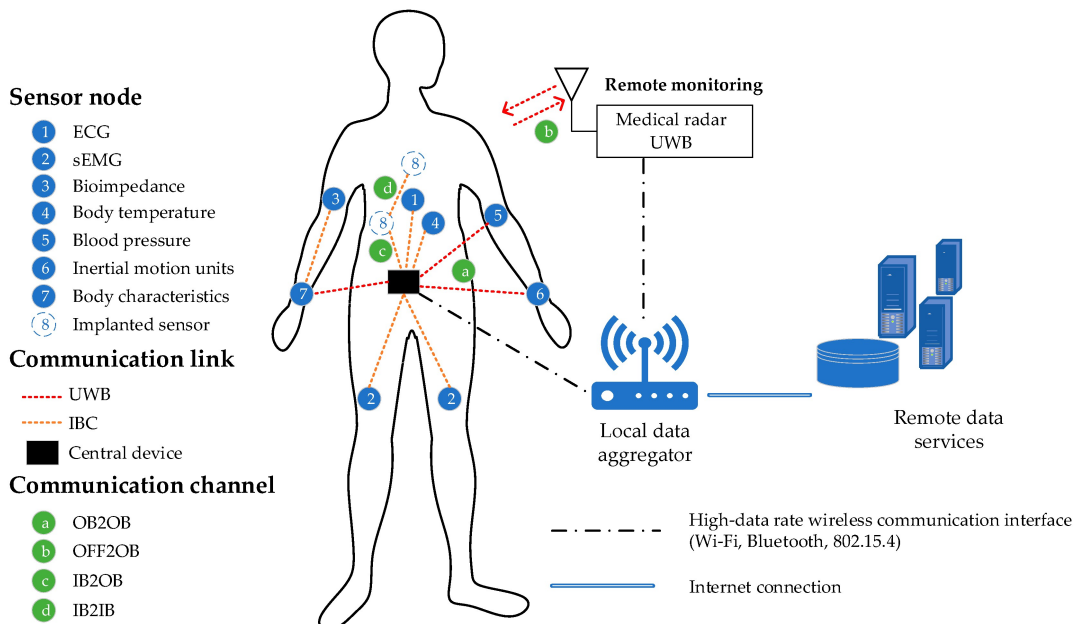 Sensor node
1 ECG
2 sEMG
3 Bioimpedance
4 Body temperature
5 Blood pressure
6 Inertial motion units
7 Body characteristics
8 Implanted sensor
Communication link
UWB
IBC
Central device
Communication channel
a OB2OB
b OFF2OB
c IB2OB
d IB2IB
8
d
1
3
8
4
5
c
a
7
6
2
2
b
Remote monitoring
Medical radar
UWB
Local data
aggregator
Remote data
services
High-data rate wireless communication interface
(Wi-Fi, Bluetooth, 802.15.4)
Internet connection